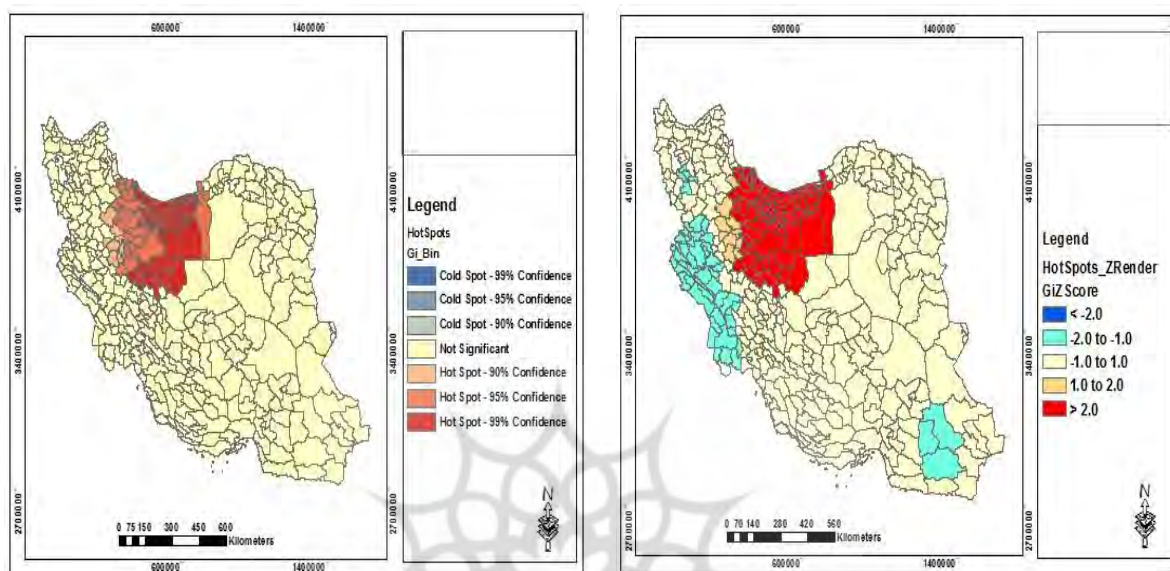 600000 1400000
4100000
3400000
2700000
Legend
HotSpots
Gi_Bin
Cold Spot - 99% Confidence
Cold Spot - 95% Confidence
Cold Spot - 90% Confidence
Not Significant
Hot Spot - 90% Confidence
Hot Spot - 95% Confidence
Hot Spot - 99% Confidence
N
0 75 150 300 450 600
Kilometers
600000 1400000
600000 1400000
4100000
3400000
2700000
Legend
HotSpots_ZRender
GiZScore
< -2.0
-2.0 to -1.0
-1.0 to 1.0
1.0 to 2.0
> 2.0
N
0 70 140 280 420 560
Kilometers
600000 1400000